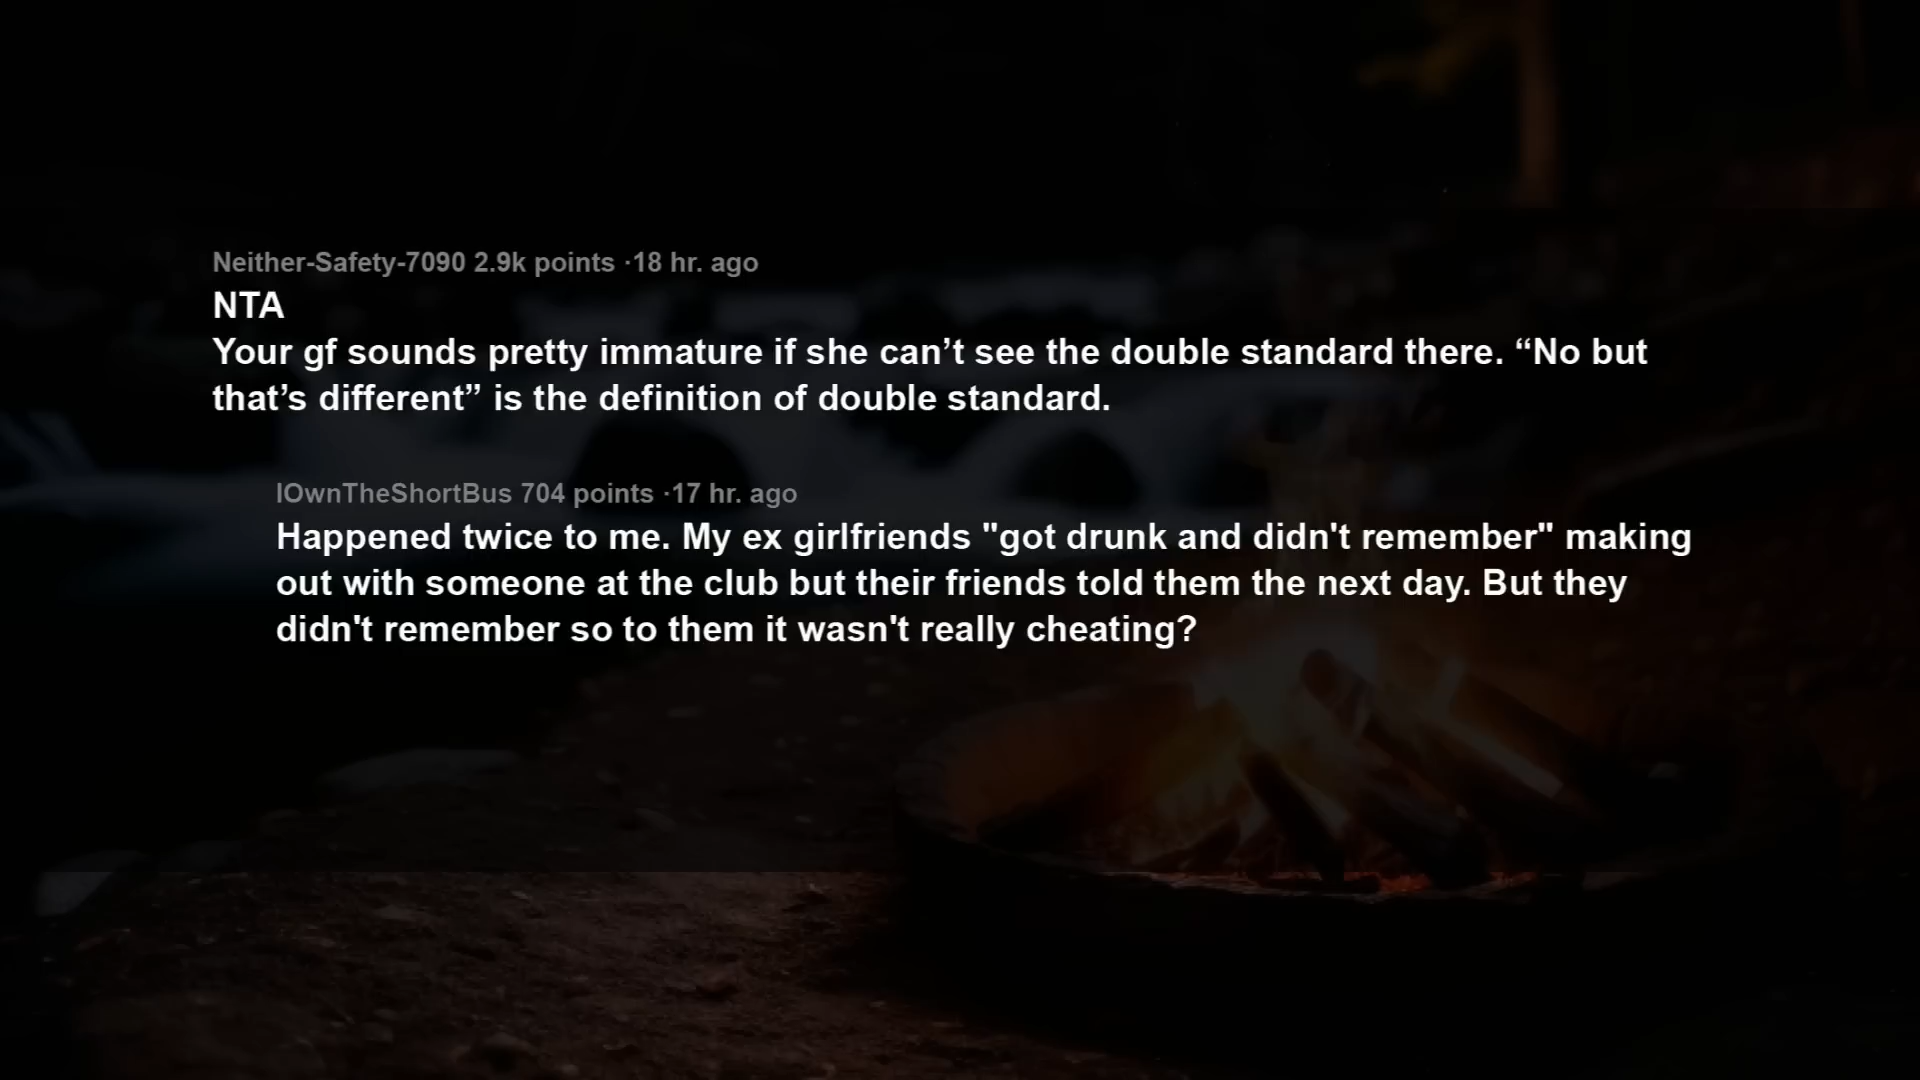 Neither-Safety-7090 2.9k points ·18 hr. ago
NTA
Your gf sounds pretty immature if she can’t see the double standard there. “No but
that’s different” is the definition of double standard.
IOwnTheShortBus 704 points ·17 hr. ago
Happened twice to me. My ex girlfriends "got drunk and didn't remember" making
out with someone at the club but their friends told them the next day. But they
didn't remember so to them it wasn't really cheating?